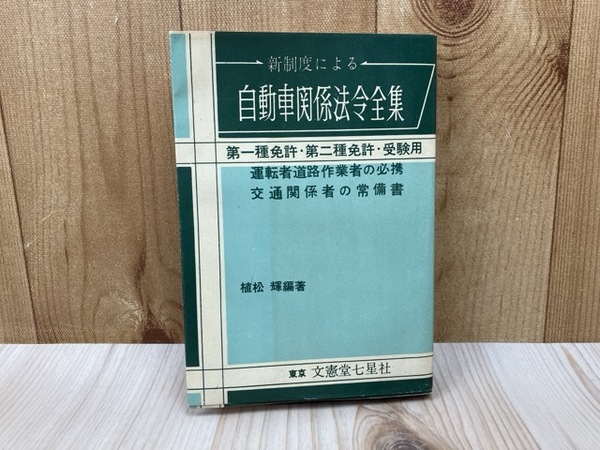 新制度による
自動車関係法令全集
第一種免許・第二種免許・受験用
運転者道路作業者の必携
交通関係者の常備書
植松 輝編著
東京 文憲堂七星社